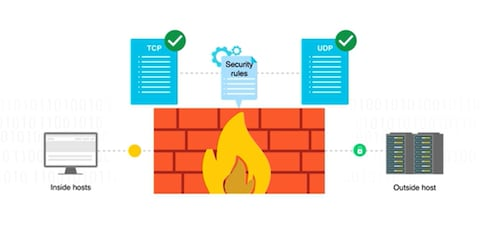 TCP
UDP
Security
rules
Inside hosts
Outside host